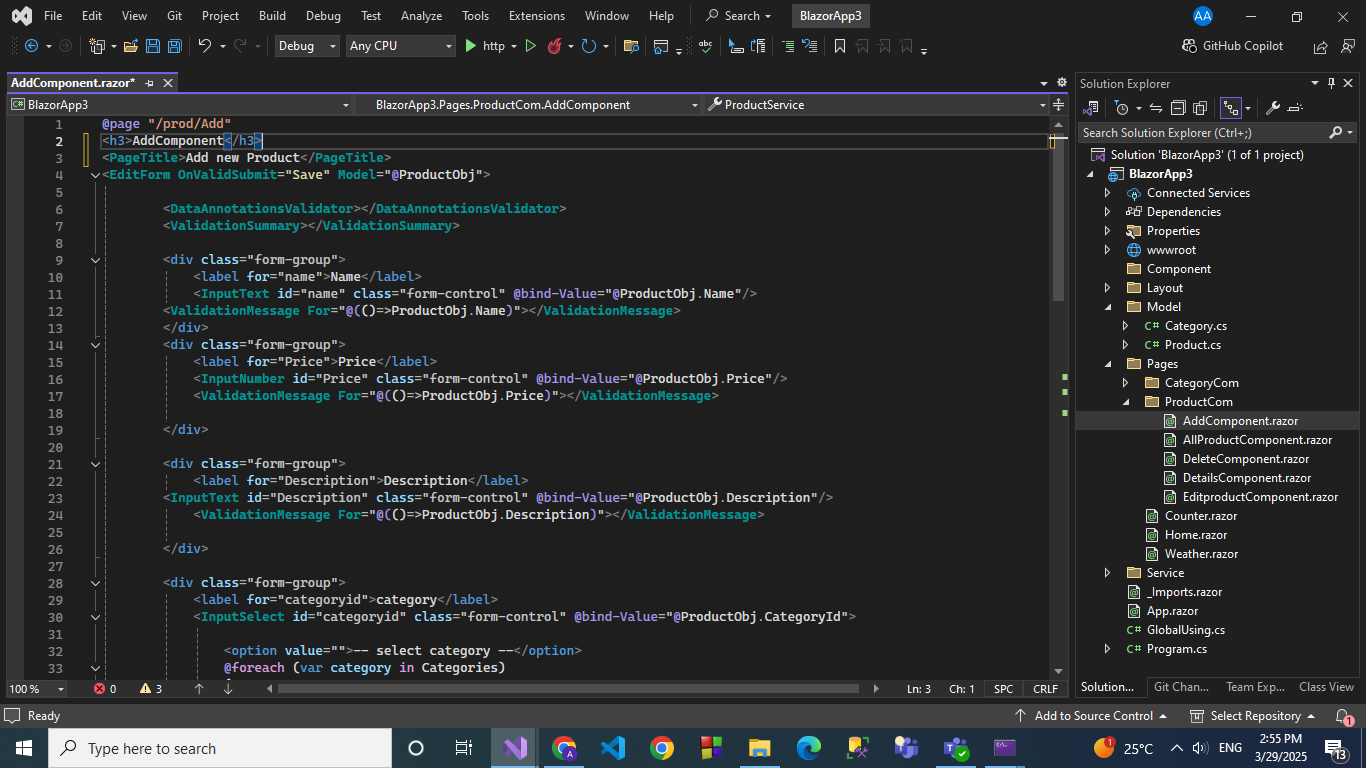 File Edit View Git Project Build Debug Test Analyze Tools Extensions Window Help Search BlazorApp3 AA
Debug Any CPU http GitHub Copilot
AddComponent.razor*
BlazorApp3 BlazorApp3.Pages.ProductCom.AddComponent ProductService
1 @page "/prod/Add"
2 <h3>AddComponent</h3>
3 <PageTitle>Add new Product</PageTitle>
4 <EditForm OnValidSubmit="Save" Model="@ProductObj">
5
6 <DataAnnotationsValidator></DataAnnotationsValidator>
7 <ValidationSummary></ValidationSummary>
8
9 <div class="form-group">
10 <label for="name">Name</label>
11 <InputText id="name" class="form-control" @bind-Value="@ProductObj.Name"/>
12 <ValidationMessage For="@(()=>ProductObj.Name)"></ValidationMessage>
13 </div>
14 <div class="form-group">
15 <label for="Price">Price</label>
16 <InputNumber id="Price" class="form-control" @bind-Value="@ProductObj.Price"/>
17 <ValidationMessage For="@(()=>ProductObj.Price)"></ValidationMessage>
18
19 </div>
20
21 <div class="form-group">
22 <label for="Description">Description</label>
23 <InputText id="Description" class="form-control" @bind-Value="@ProductObj.Description"/>
24 <ValidationMessage For="@(()=>ProductObj.Description)"></ValidationMessage>
25
26 </div>
27
28 <div class="form-group">
29 <label for="categoryid">category</label>
30 <InputSelect id="categoryid" class="form-control" @bind-Value="@ProductObj.CategoryId">
31
32 <option value="">-- select category --</option>
33 @foreach (var category in Categories)
100 % 0 3 Ln: 3 Ch: 1 SPC CRLF
Solution Explorer
Search Solution Explorer (Ctrl+;)
Solution 'BlazorApp3' (1 of 1 project)
BlazorApp3
Connected Services
Dependencies
Properties
wwwroot
Component
Layout
Model
C# Category.cs
C# Product.cs
Pages
CategoryCom
ProductCom
AddComponent.razor
AllProductComponent.razor
DeleteComponent.razor
DetailsComponent.razor
EditproductComponent.razor
Counter.razor
Home.razor
Weather.razor
Service
_Imports.razor
App.razor
C# GlobalUsing.cs
C# Program.cs
Solution... Git Chan... Team Exp... Class View
Ready Add to Source Control Select Repository 1
Type here to search 1 25°C ENG 2:55 PM
3/29/2025 13